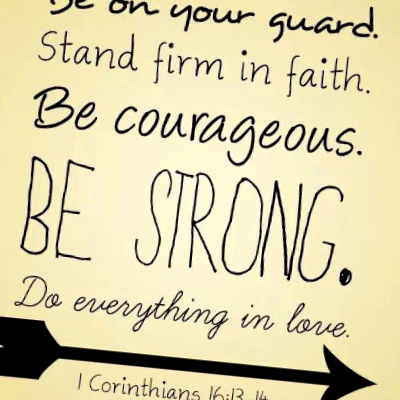 Be on your guard.
Stand firm in faith.
Be courageous.
BE STRONG.
Do everything in love.
1 Corinthians 16:13-14